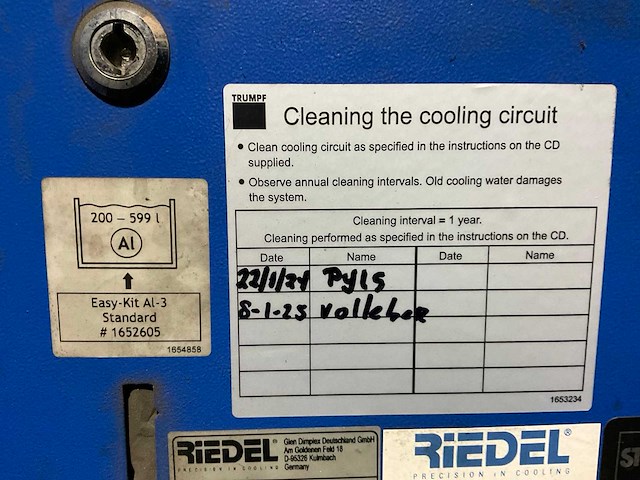 TRUMPF
Cleaning the cooling circuit
• Clean cooling circuit as specified in the instructions on the CD
supplied.
• Observe annual cleaning intervals. Old cooling water damages
the system.
Cleaning interval = 1 year.
Cleaning performed as specified in the instructions on the CD.
Date Name Date Name
22/1/24 Pyls
8-1-25
1653234
200 – 599 l
Al
Easy-Kit Al-3
Standard
# 1652605
1654858
RIEDEL®
PRECISION IN COOLING
Glen Dimplex Deutschland GmbH
Am Goldenen Feld 18
D-95326 Kulmbach
Germany
RIEDEL®
PRECISION IN COOLING
ST